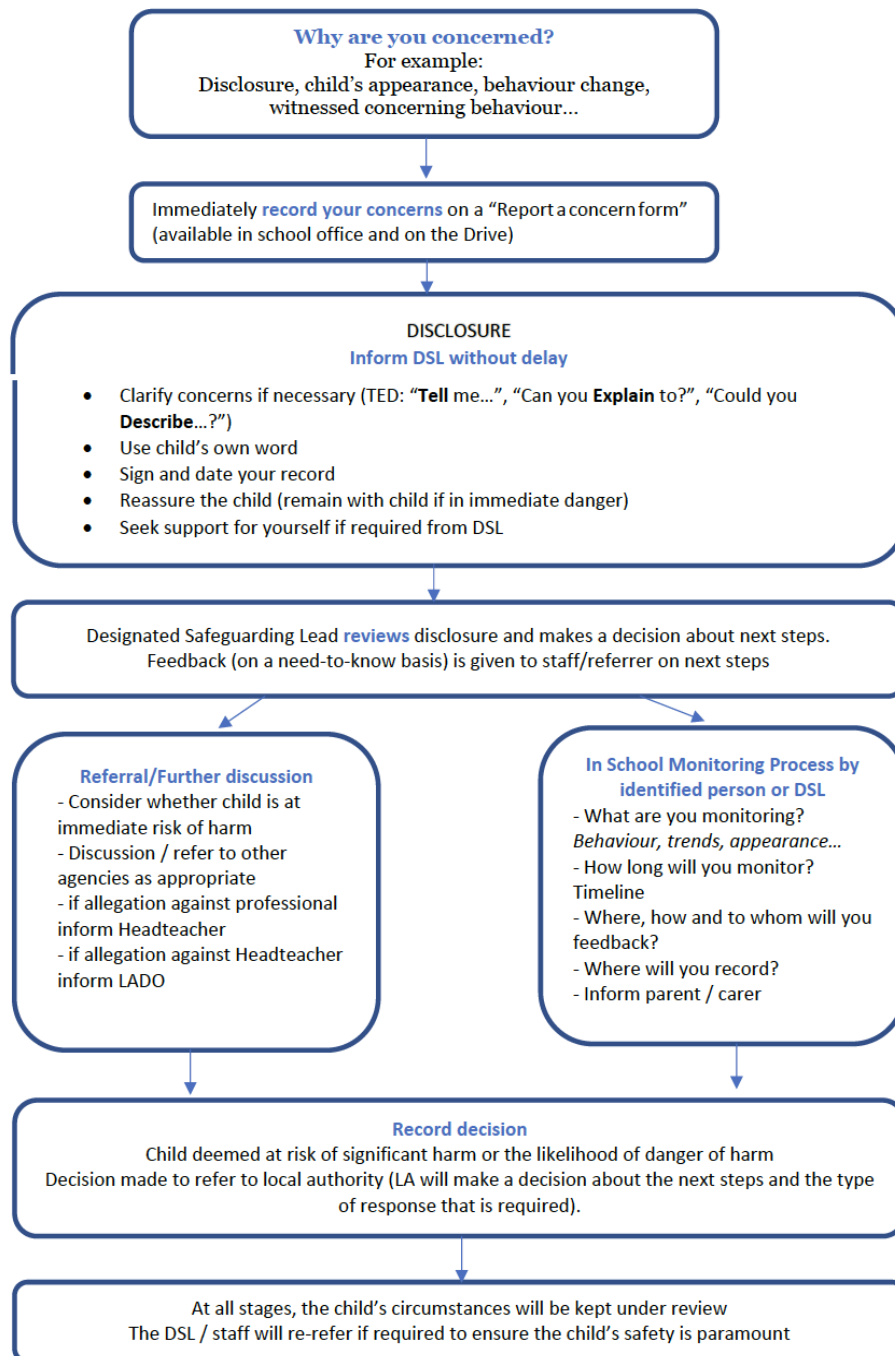 Why are you concerned?
For example:
Disclosure, child's appearance, behaviour change,
witnessed concerning behaviour...
Immediately record your concerns on a "Report a concern form"
(available in school office and on the Drive)
DISCLOSURE
Inform DSL without delay
• Clarify concerns if necessary (TED: "Tell me...", "Can you Explain to?", "Could you
Describe...?")
• Use child's own word
• Sign and date your record
• Reassure the child (remain with child if in immediate danger)
• Seek support for yourself if required from DSL
Designated Safeguarding Lead reviews disclosure and makes a decision about next steps.
Feedback (on a need-to-know basis) is given to staff/referrer on next steps
Referral/Further discussion
- Consider whether child is at
immediate risk of harm
- Discussion / refer to other
agencies as appropriate
- if allegation against professional
inform Headteacher
- if allegation against Headteacher
inform LADO
In School Monitoring Process by
identified person or DSL
- What are you monitoring?
Behaviour, trends, appearance...
- How long will you monitor?
Timeline
- Where, how and to whom will you
feedback?
- Where will you record?
- Inform parent / carer
Record decision
Child deemed at risk of significant harm or the likelihood of danger of harm
Decision made to refer to local authority (LA will make a decision about the next steps and the type
of response that is required).
At all stages, the child's circumstances will be kept under review
The DSL / staff will re-refer if required to ensure the child's safety is paramount